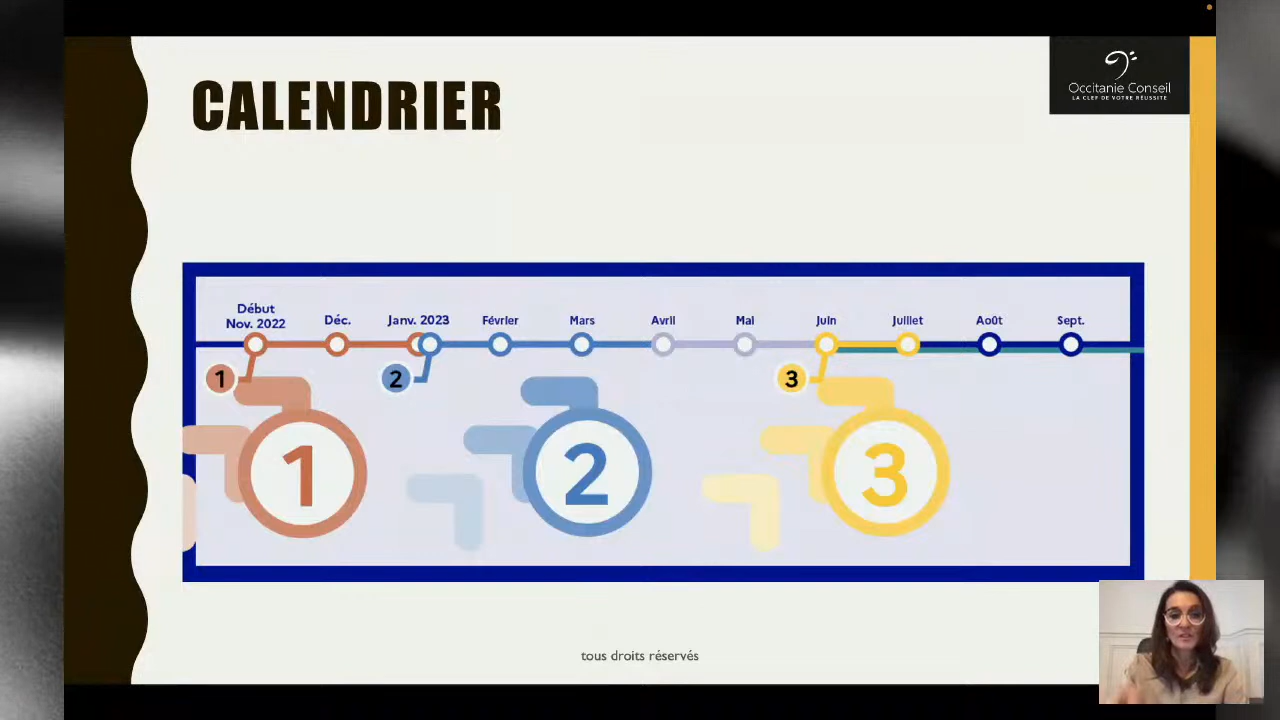 CALENDRIER
Occitanie Conseil
LA CLEF DE VOTRE RÉUSSITE
Début
Nov. 2022
Déc.
Janv. 2023
Février
Mars
Avril
Mai
Juin
Juillet
Août
Sept.
1
2
3
1
2
3
tous droits réservés